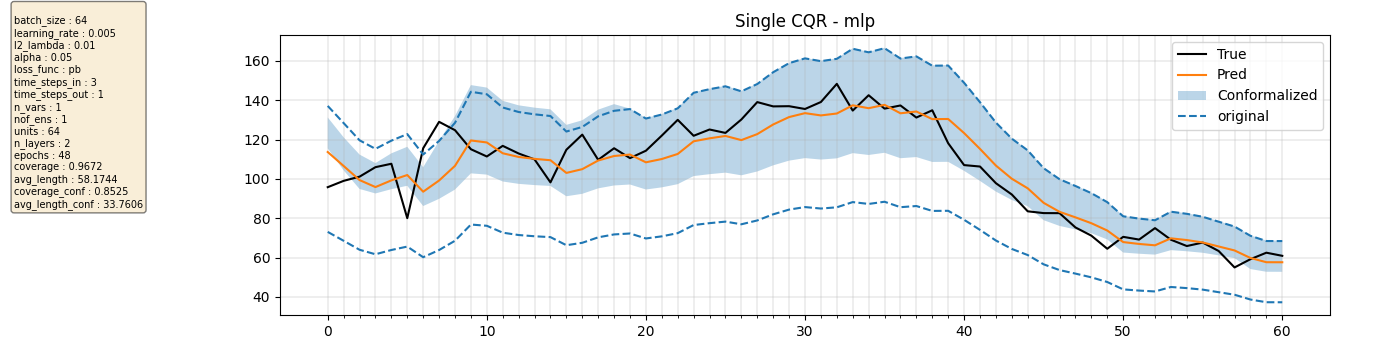 batch_size : 64
learning_rate : 0.005
l2_lambda : 0.01
alpha : 0.05
loss_func : pb
time_steps_in : 3
time_steps_out : 1
n_vars : 1
nof_ens : 1
units : 64
n_layers : 2
epochs : 48
coverage : 0.9672
avg_length : 58.1744
coverage_conf : 0.8525
avg_length_conf : 33.7606
Single CQR - mlp
160
140
120
100
80
60
40
0 10 20 30 40 50 60
True
Pred
Conformalized
original